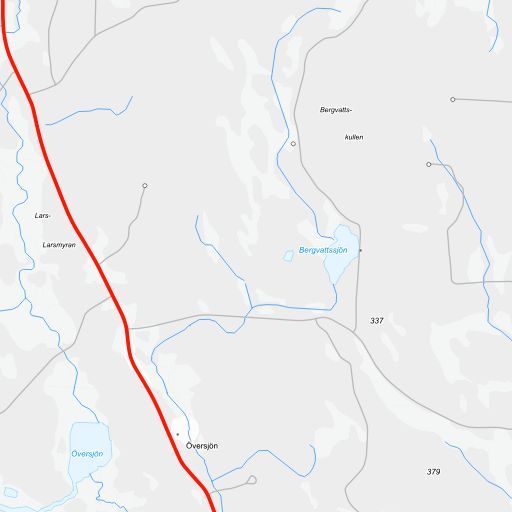 Bergvatts-
kullen
Lars-
Larsmyran
Bergvattssjön
337
Översjön
Översjön
379